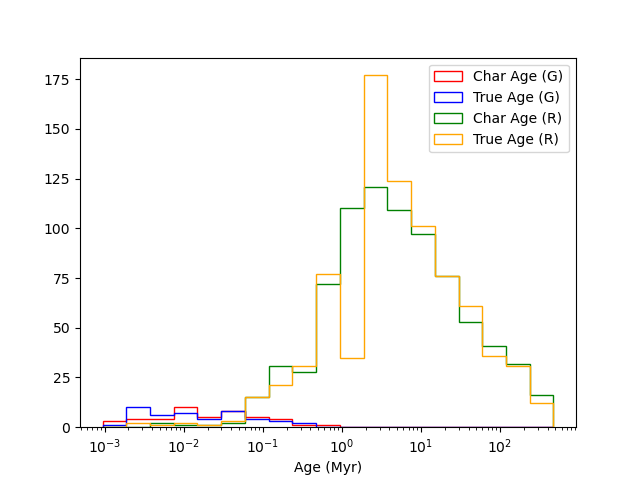 175
150
125
100
75
50
25
0
10⁻³ 10⁻² 10⁻¹ 10⁰ 10¹ 10²
Age (Myr)
Char Age (G)
True Age (G)
Char Age (R)
True Age (R)